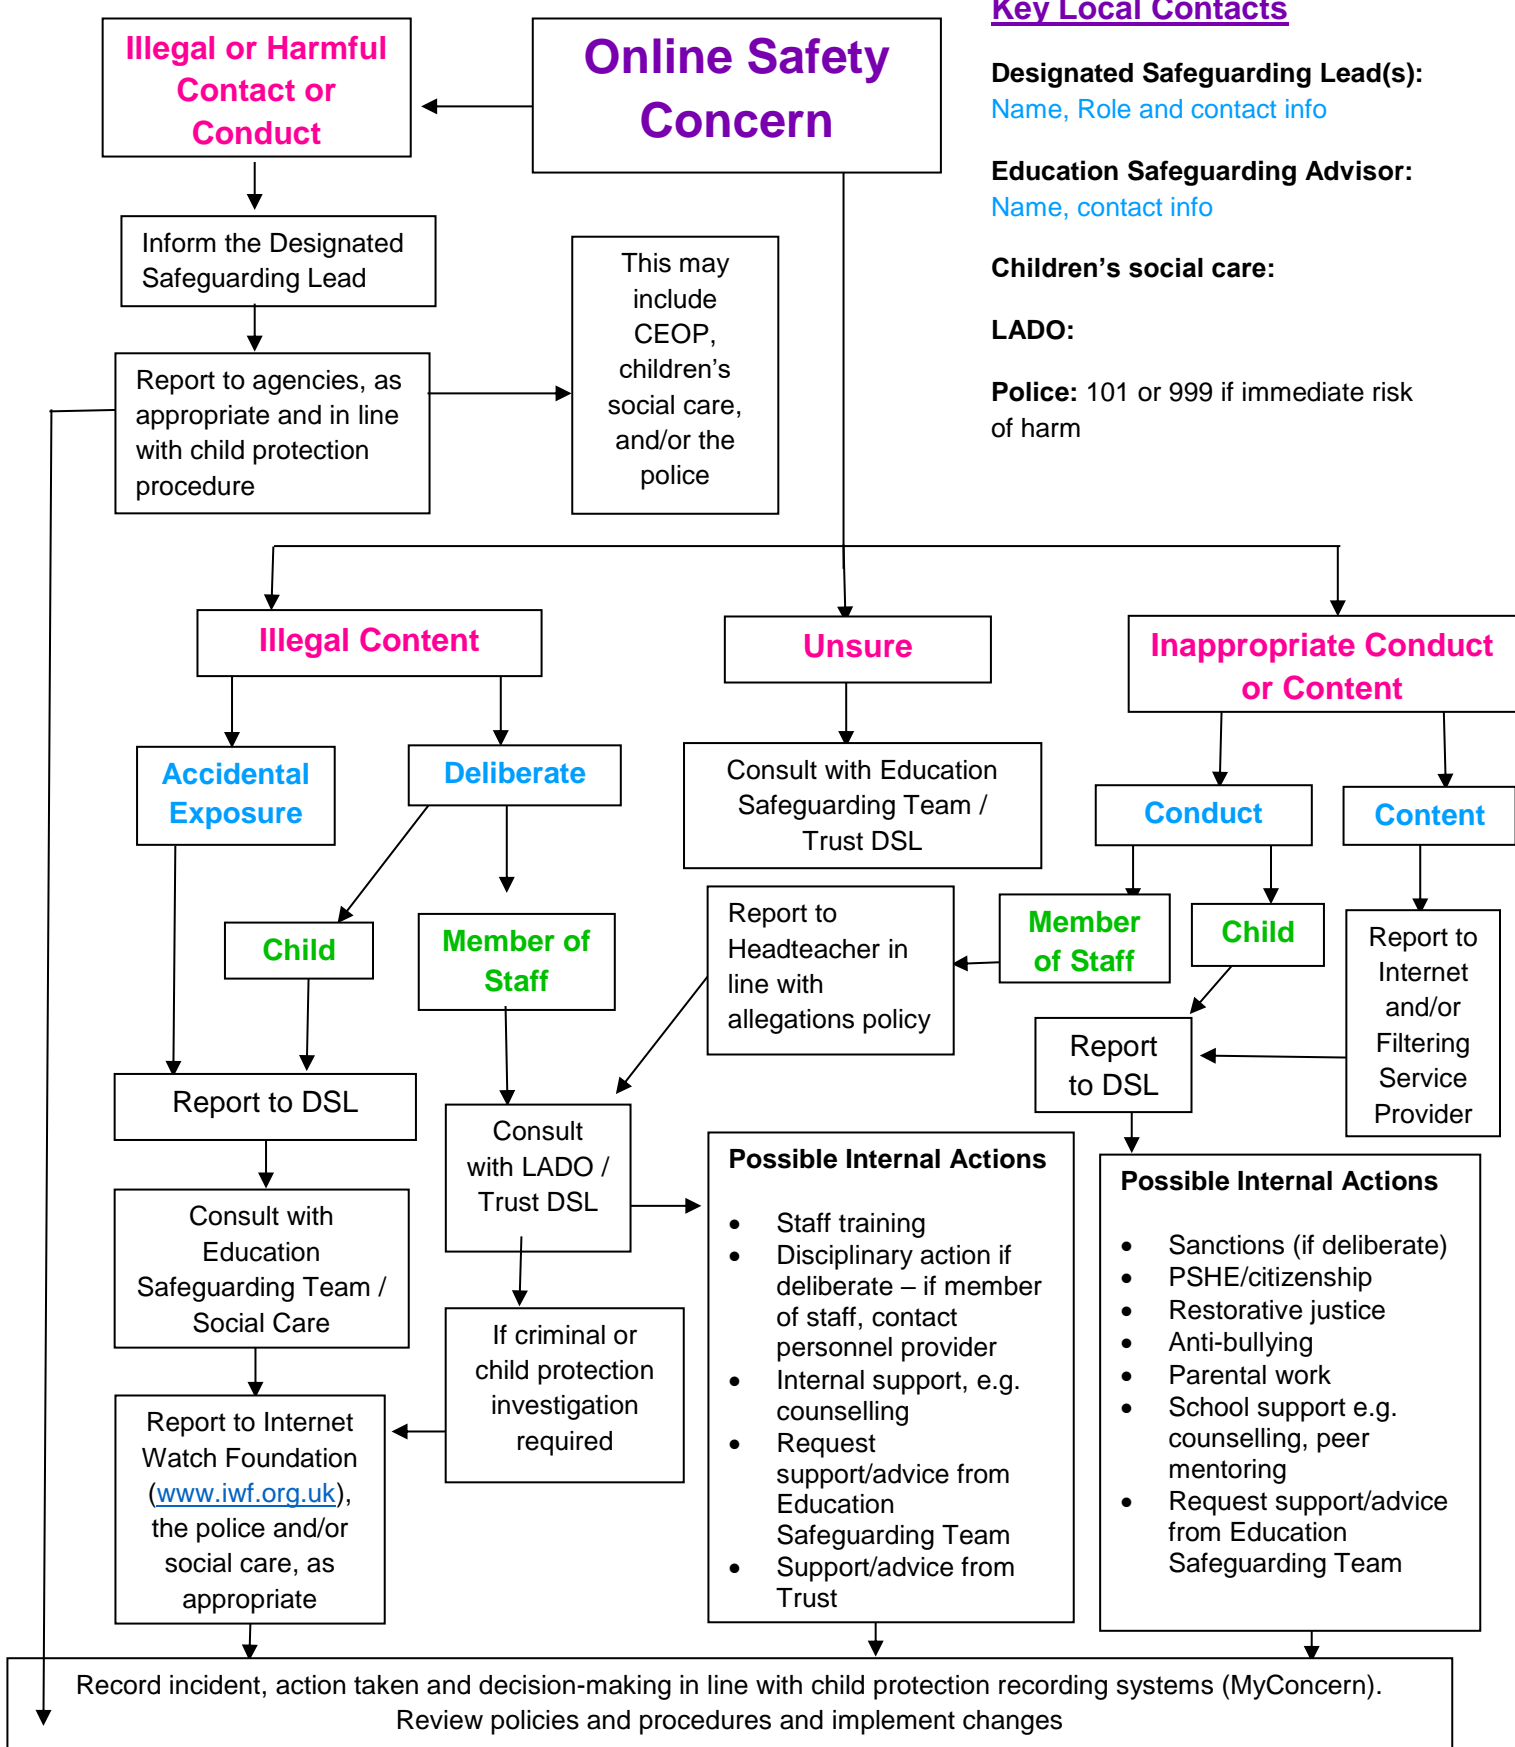 Key Local Contacts
Illegal or Harmful
Contact or
Conduct
Online Safety
Concern
Designated Safeguarding Lead(s):
Name, Role and contact info
Education Safeguarding Advisor:
Name, contact info
Children's social care:
LADO:
Police: 101 or 999 if immediate risk
of harm
Inform the Designated
Safeguarding Lead
This may
include
CEOP,
children's
social care,
and/or the
police
Report to agencies, as
appropriate and in line
with child protection
procedure
Illegal Content
Unsure
Inappropriate Conduct
or Content
Accidental
Exposure
Deliberate
Consult with Education
Safeguarding Team /
Trust DSL
Conduct
Content
Child
Member of
Staff
Report to
Headteacher in
line with
allegations policy
Member
of Staff
Child
Report to
Internet
and/or
Filtering
Service
Provider
Report to DSL
Consult
with LADO /
Trust DSL
Report
to DSL
Consult with
Education
Safeguarding Team /
Social Care
If criminal or
child protection
investigation
required
Report to Internet
Watch Foundation
(www.iwf.org.uk),
the police and/or
social care, as
appropriate
Possible Internal Actions
• Staff training
• Disciplinary action if
deliberate – if member
of staff, contact
personnel provider
• Internal support, e.g.
counselling
• Request
support/advice from
Education
Safeguarding Team
• Support/advice from
Trust
Possible Internal Actions
• Sanctions (if deliberate)
• PSHE/citizenship
• Restorative justice
• Anti-bullying
• Parental work
• School support e.g.
counselling, peer
mentoring
• Request support/advice
from Education
Safeguarding Team
Record incident, action taken and decision-making in line with child protection recording systems (MyConcern).
Review policies and procedures and implement changes